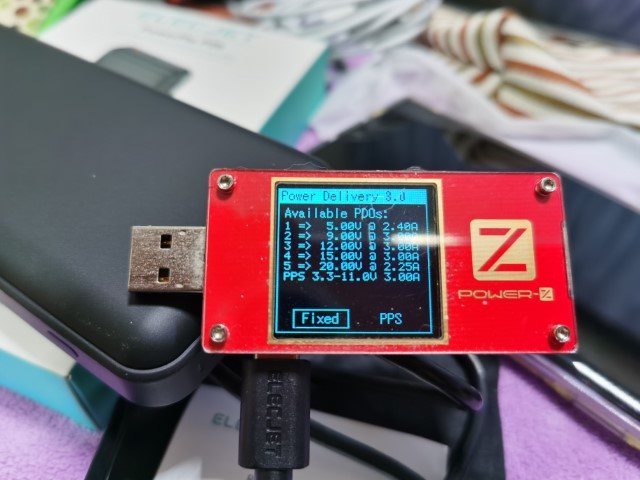 ELECJET
Power Delivery 3.0
Available PDOs:
1 => 5.00V @ 2.40A
2 => 9.00V @ 3.00A
3 => 12.00V @ 3.00A
4 => 15.00V @ 3.00A
5 => 20.00V @ 2.25A
PPS 3.3-11.0V 3.00A
Fixed PPS
Z
POWER-Z
ELECJET